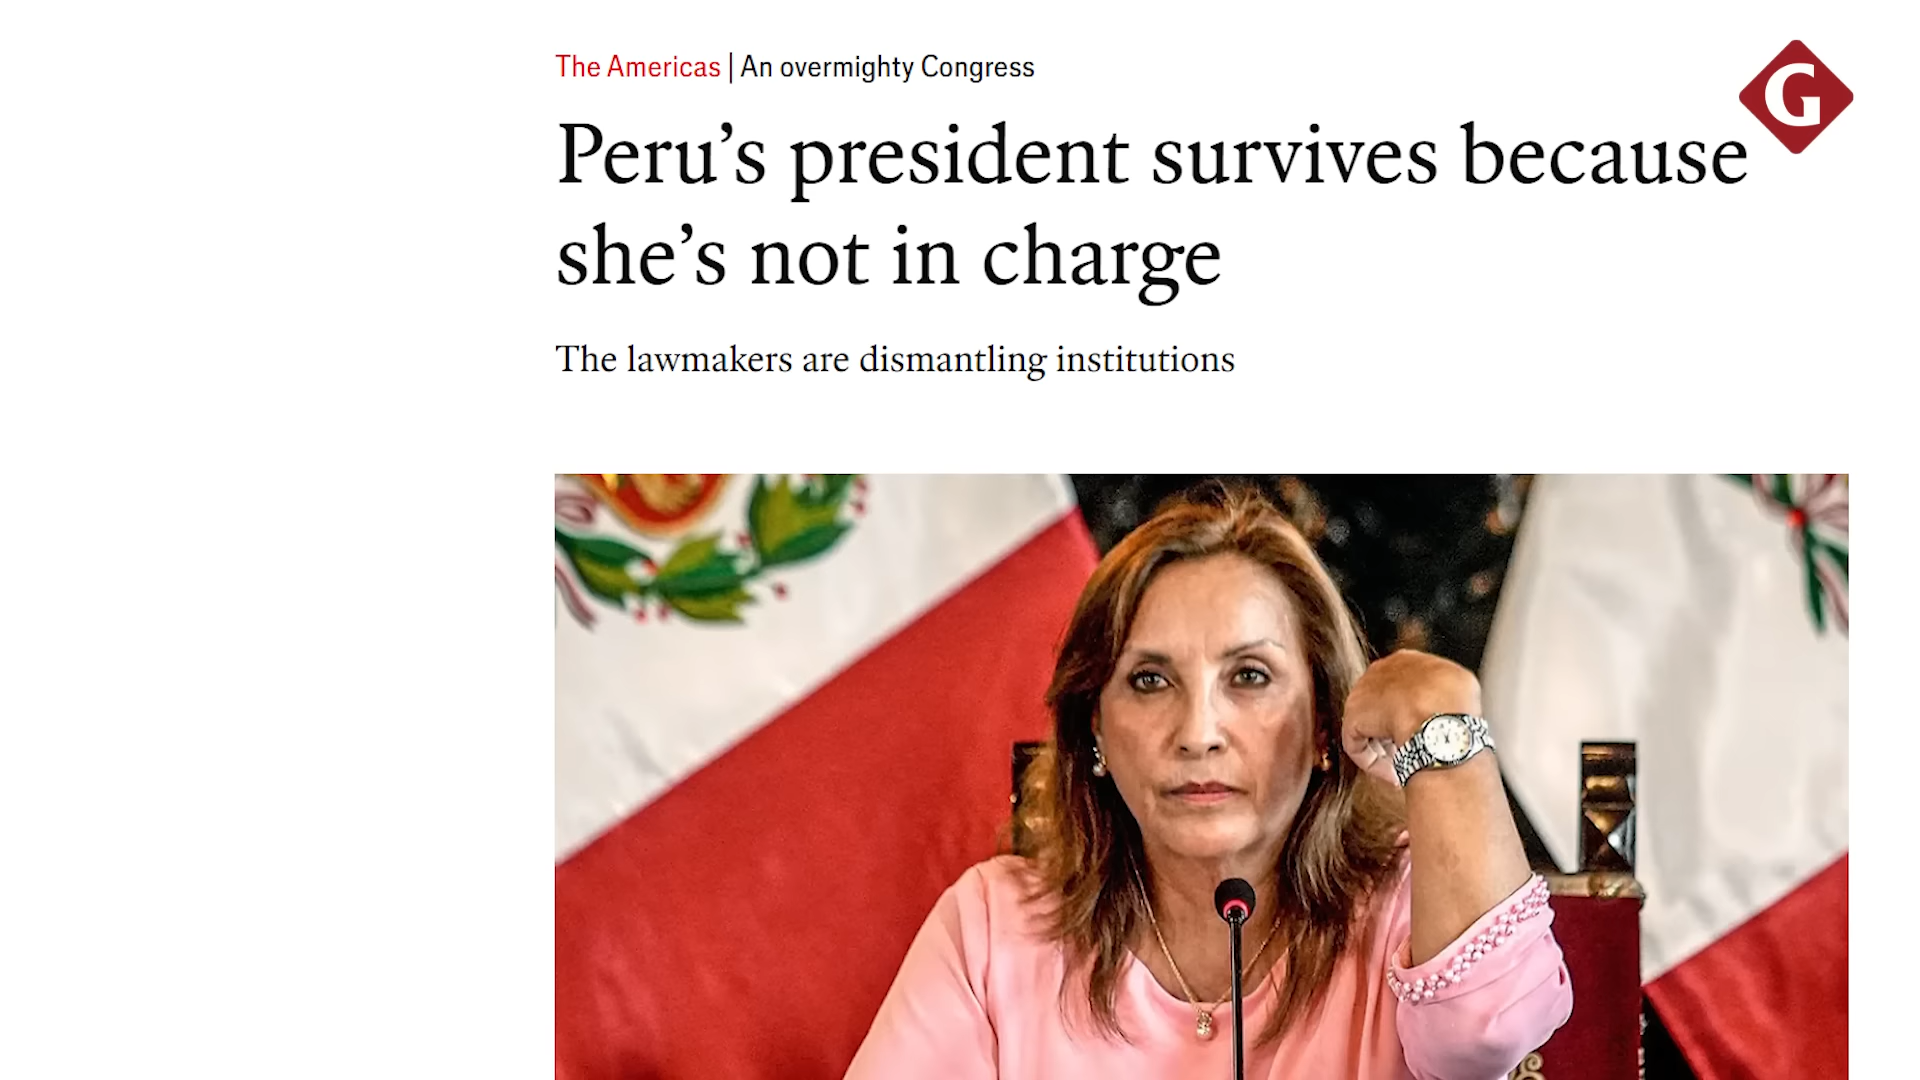 The Americas | An overmighty Congress
G
Peru’s president survives because
she’s not in charge
The lawmakers are dismantling institutions